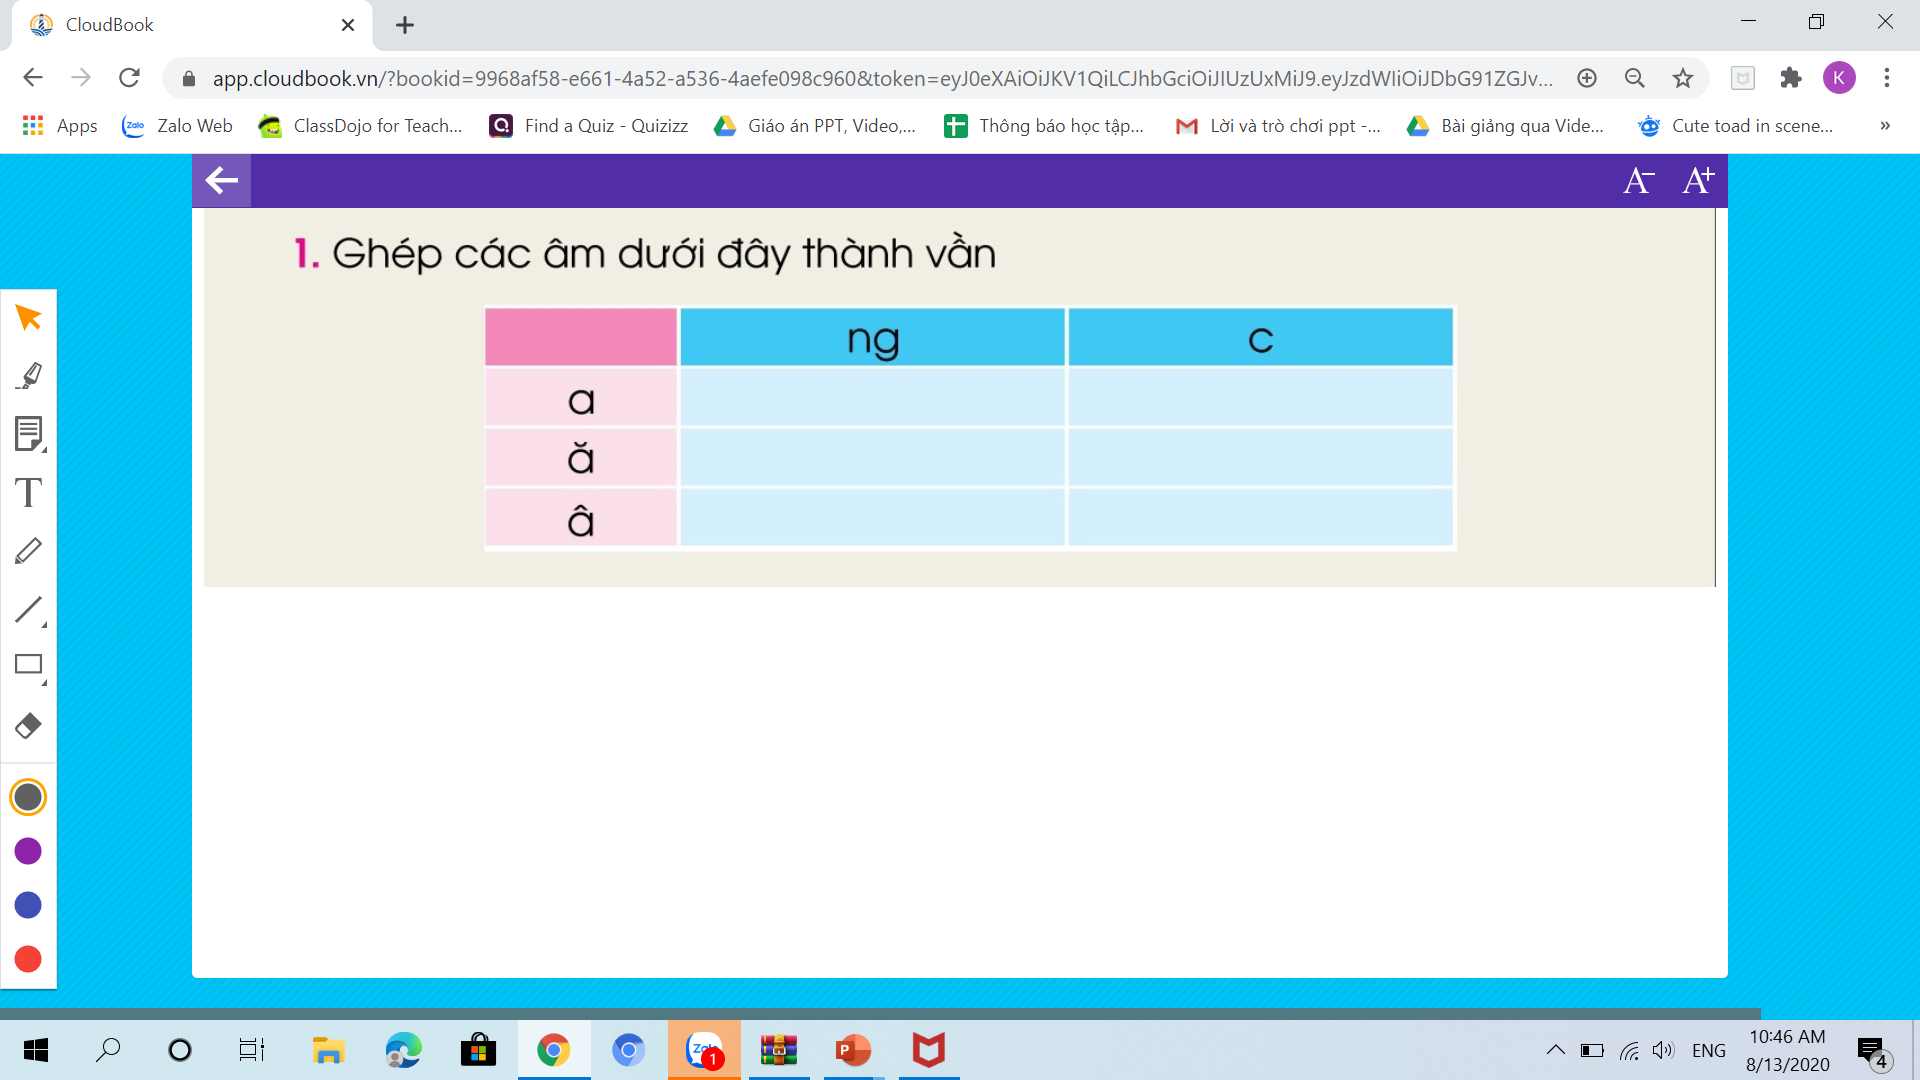 CloudBook
app.cloudbook.vn/?bookid=9968af58-e661-4a52-a536-4aefe098c960&token=eyJ0eXAiOiJKV1QiLCJhbGciOiJIUzUxMiJ9.eyJzdWIiOiJDbG91ZGJv...
K
Apps Zalo Web ClassDojo for Teach... Find a Quiz - Quizizz Giáo án PPT, Video,... Thông báo học tập... Lời và trò chơi ppt -... Bài giảng qua Vide... Cute toad in scene... »
A- A+
1. Ghép các âm dưới đây thành vần
ng c
a
ă
â
T
ENG
10:46 AM
8/13/2020
4
1